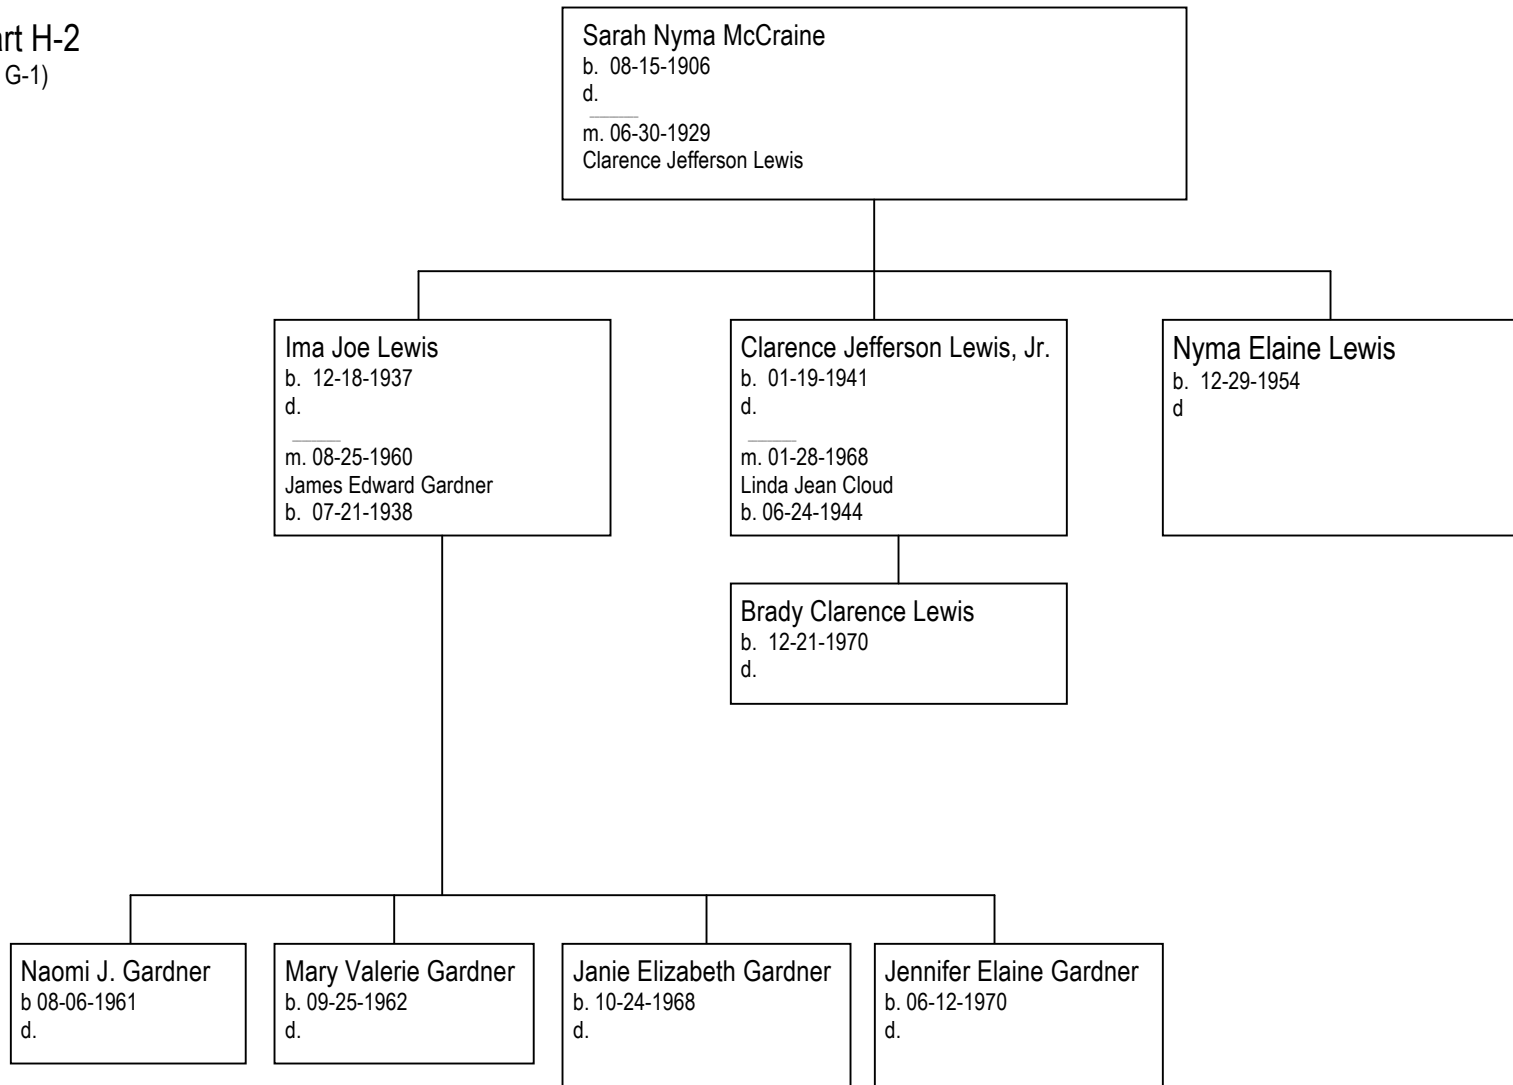 art H-2
G-1)
Sarah Nyma McCraine
b. 08-15-1906
d.
m. 06-30-1929
Clarence Jefferson Lewis
Ima Joe Lewis
b. 12-18-1937
d.
m. 08-25-1960
James Edward Gardner
b. 07-21-1938
Clarence Jefferson Lewis, Jr.
b. 01-19-1941
d.
m. 01-28-1968
Linda Jean Cloud
b. 06-24-1944
Nyma Elaine Lewis
b. 12-29-1954
d
Brady Clarence Lewis
b. 12-21-1970
d.
Naomi J. Gardner
b 08-06-1961
d.
Mary Valerie Gardner
b. 09-25-1962
d.
Janie Elizabeth Gardner
b. 10-24-1968
d.
Jennifer Elaine Gardner
b. 06-12-1970
d.